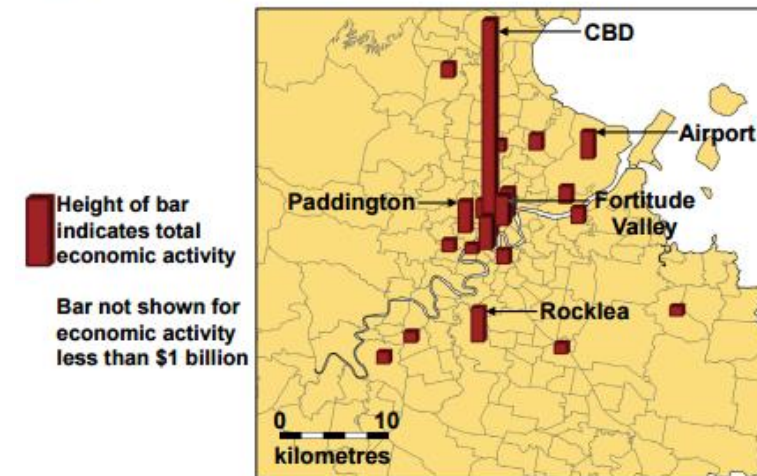 CBD
Airport
Paddington
Fortitude
Valley
Height of bar
indicates total
economic activity
Bar not shown for
economic activity
less than $1 billion
Rocklea
0 10
kilometres